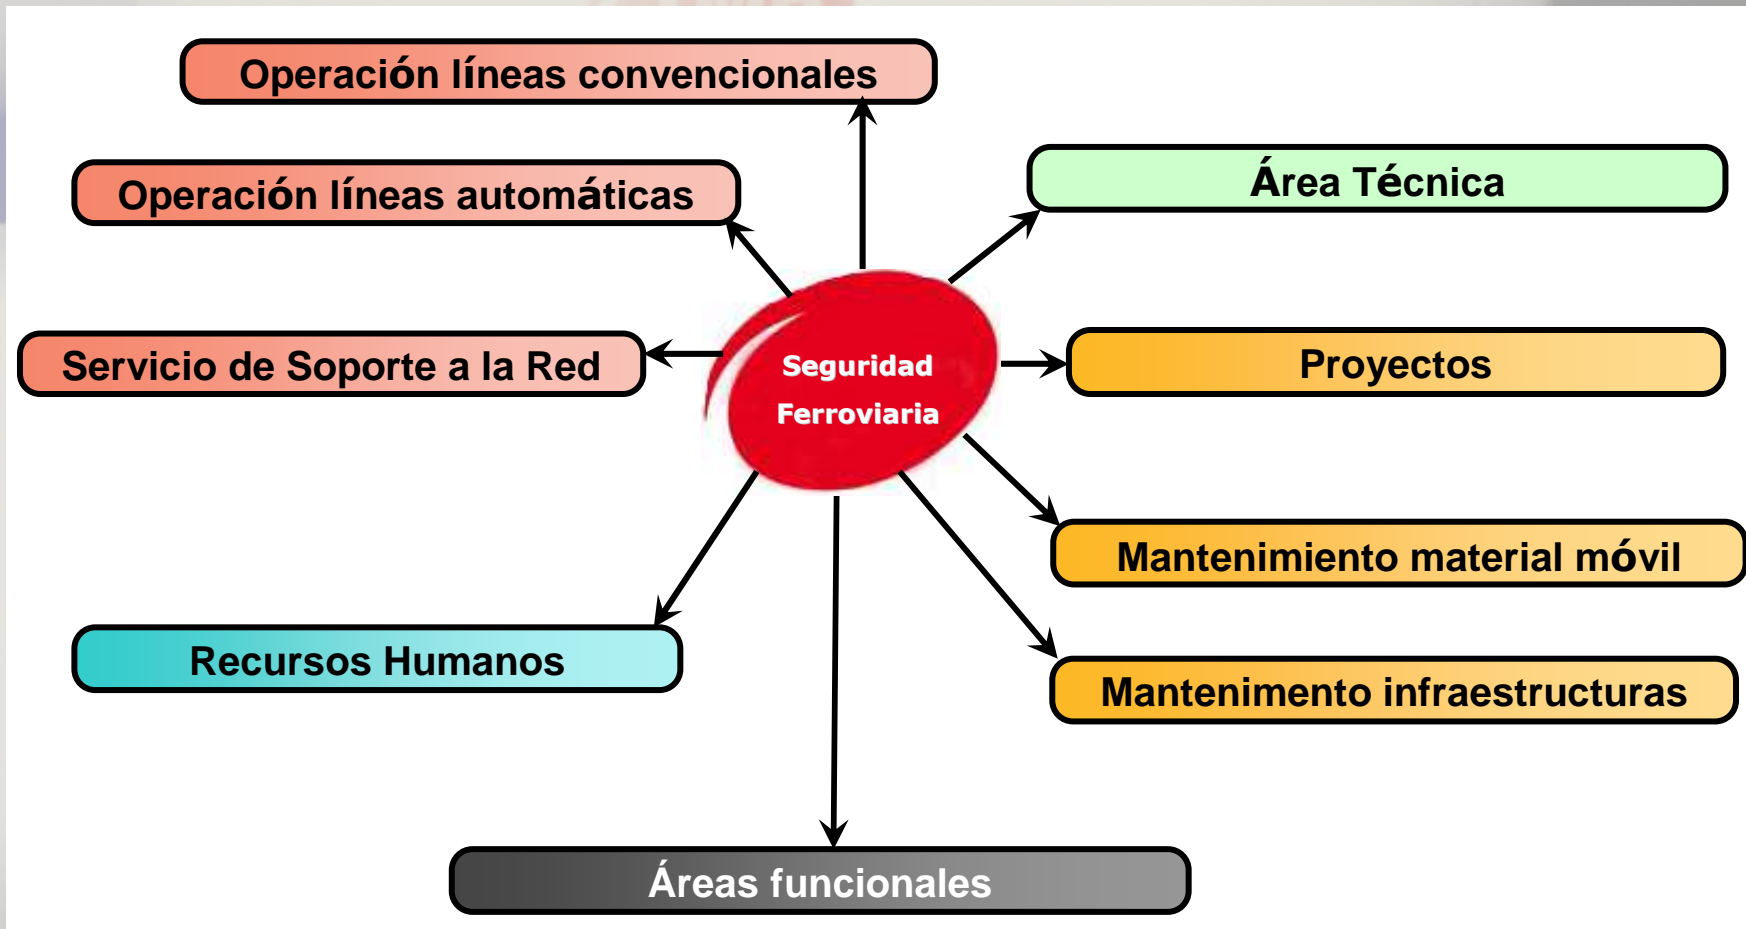 Operación líneas convencionales
Operación líneas automáticas
Área Técnica
Servicio de Soporte a la Red
Seguridad
Ferroviaria
Proyectos
Mantenimiento material móvil
Recursos Humanos
Mantenimento infraestructuras
Áreas funcionales